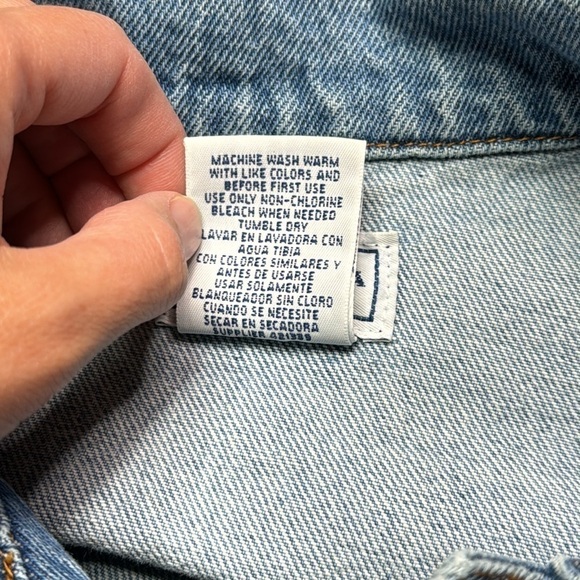 MACHINE WASH WARM
WITH LIKE COLORS AND
BEFORE FIRST USE
USE ONLY NON-CHLORINE
BLEACH WHEN NEEDED
TUMBLE DRY
LAVAR EN LAVADORA CON
AGUA TIBIA
CON COLORES SIMILARES Y
ANTES DE USARSE
USAR SOLAMENTE
BLANQUEADOR SIN CLORO
CUANDO SE NECESITE
SECAR EN SECADORA
SUPPLIER